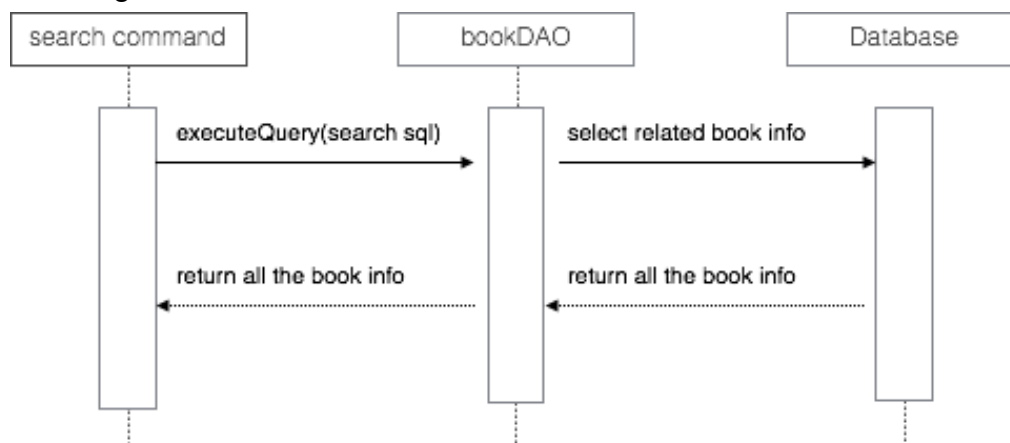 search command
bookDAO
Database
executeQuery(search sql)
select related book info
return all the book info
return all the book info